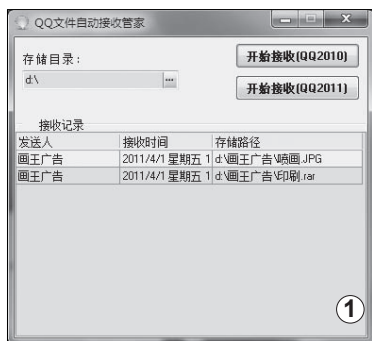 QQ文件自动接收管家
存储目录:
开始接收(QQ2010)
d:\
...
开始接收(QQ2011)
接收记录
发送人 接收时间 存储路径
画王广告 2011/4/1 星期五 1 d:\画王广告\喷画.JPG
画王广告 2011/4/1 星期五 1 d:\画王广告\印刷.rar
①